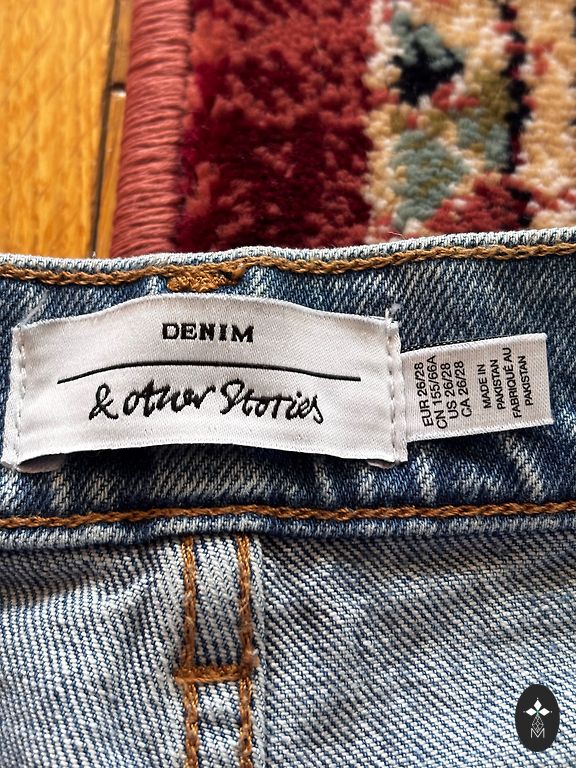 DENIM
& other Stories
EUR 26/28
CN 155/66A
US 26/28
CA 26/28
MADE IN
PAKISTAN
FABRIQUÉ AU
PAKISTAN
M